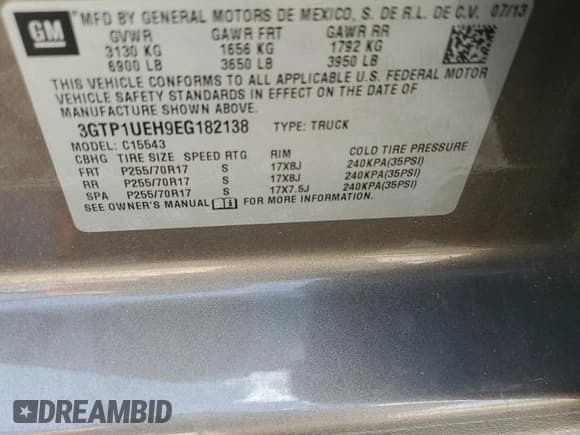 GM
MFD BY GENERAL MOTORS DE MEXICO, S. DE R.L. DE C.V. 07/13
GVWR GAWR FRT GAWR RR
3130 KG 1656 KG 1792 KG
6900 LB 3650 LB 3950 LB
THIS VEHICLE CONFORMS TO ALL APPLICABLE U.S. FEDERAL MOTOR
VEHICLE SAFETY STANDARDS IN EFFECT ON THE DATE OF
MANUFACTURE SHOWN ABOVE.
3GTP1UEH9EG182138 TYPE: TRUCK
MODEL: C15543
CBHG TIRE SIZE SPEED RTG RIM COLD TIRE PRESSURE
FRT P255/70R17 S 17X8J 240KPA(35PSI)
RR P255/70R17 S 17X8J 240KPA(35PSI)
SPA P255/70R17 S 17X7.5J 240KPA(35PSI)
SEE OWNER'S MANUAL FOR MORE INFORMATION.
DREAMBID